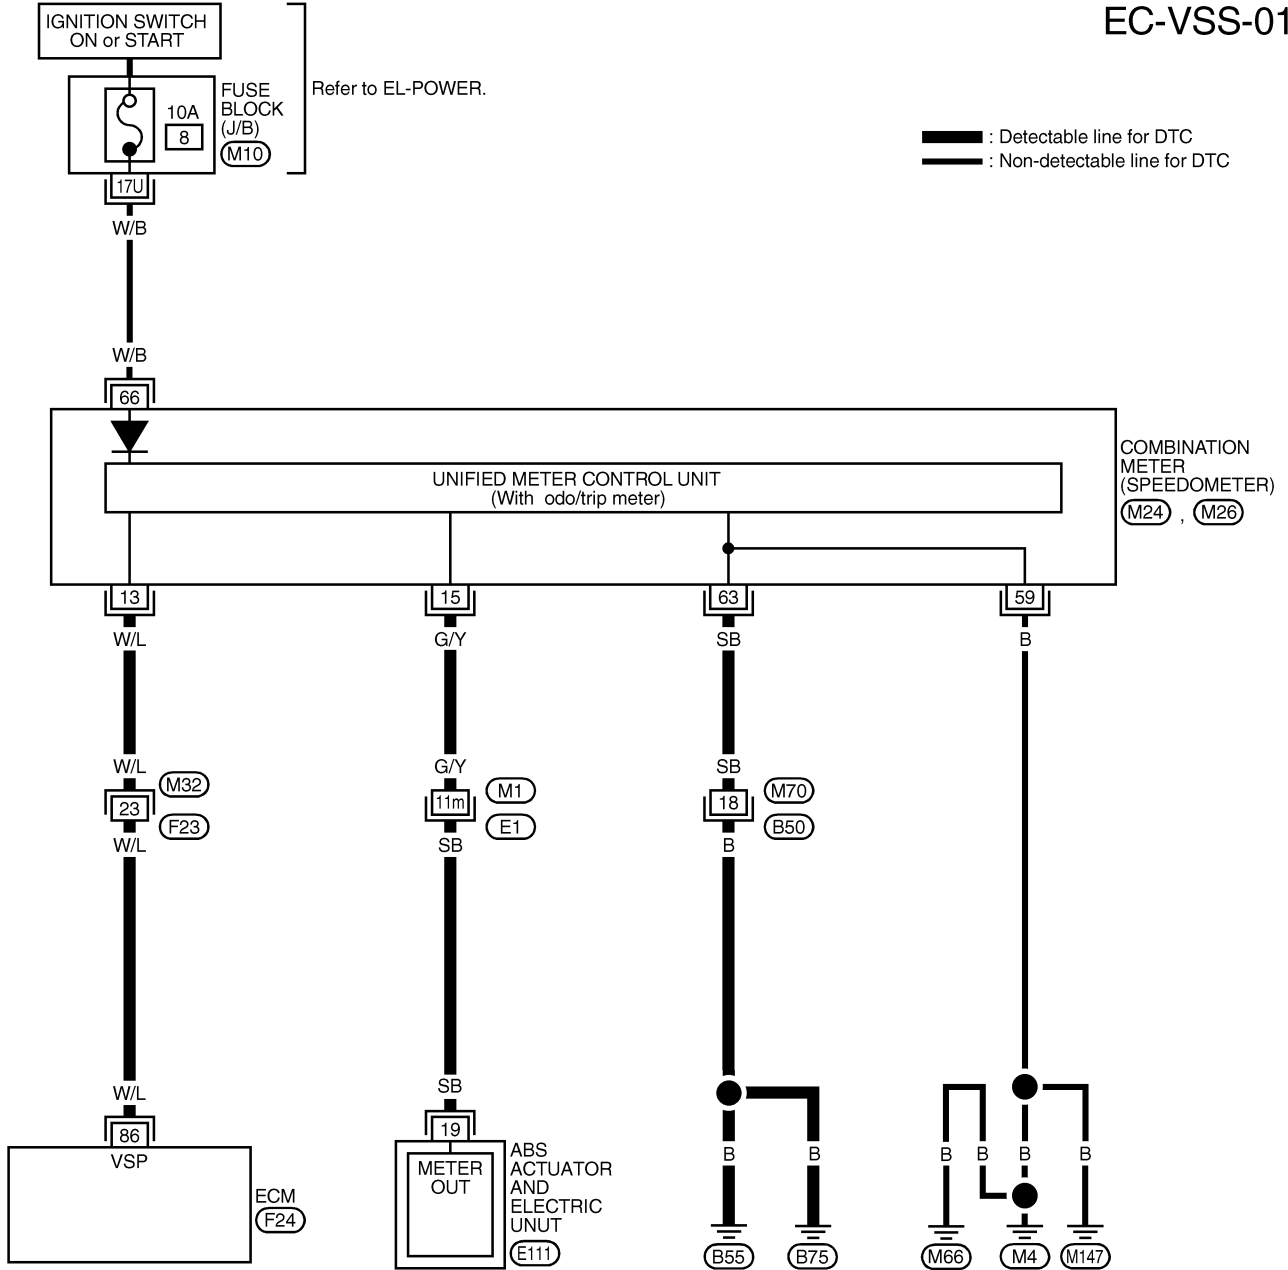 EC-VSS-01
IGNITION SWITCH
ON or START
FUSE
BLOCK
(J/B)
M10
10A
8
Refer to EL-POWER.
: Detectable line for DTC
: Non-detectable line for DTC
17U
W/B
W/B
66
UNIFIED METER CONTROL UNIT
(With odo/trip meter)
COMBINATION
METER
(SPEEDOMETER)
M24 , M26
13 15 63 59
W/L G/Y SB B
W/L G/Y SB
M32 M1 M70
23 11m 18
F23 E1 B50
W/L SB B
W/L SB
86 19
VSP
ECM
F24
METER
OUT
ABS
ACTUATOR
AND
ELECTRIC
UNUT
E111
B B B B B B
B55 B75 M66 M4 M147